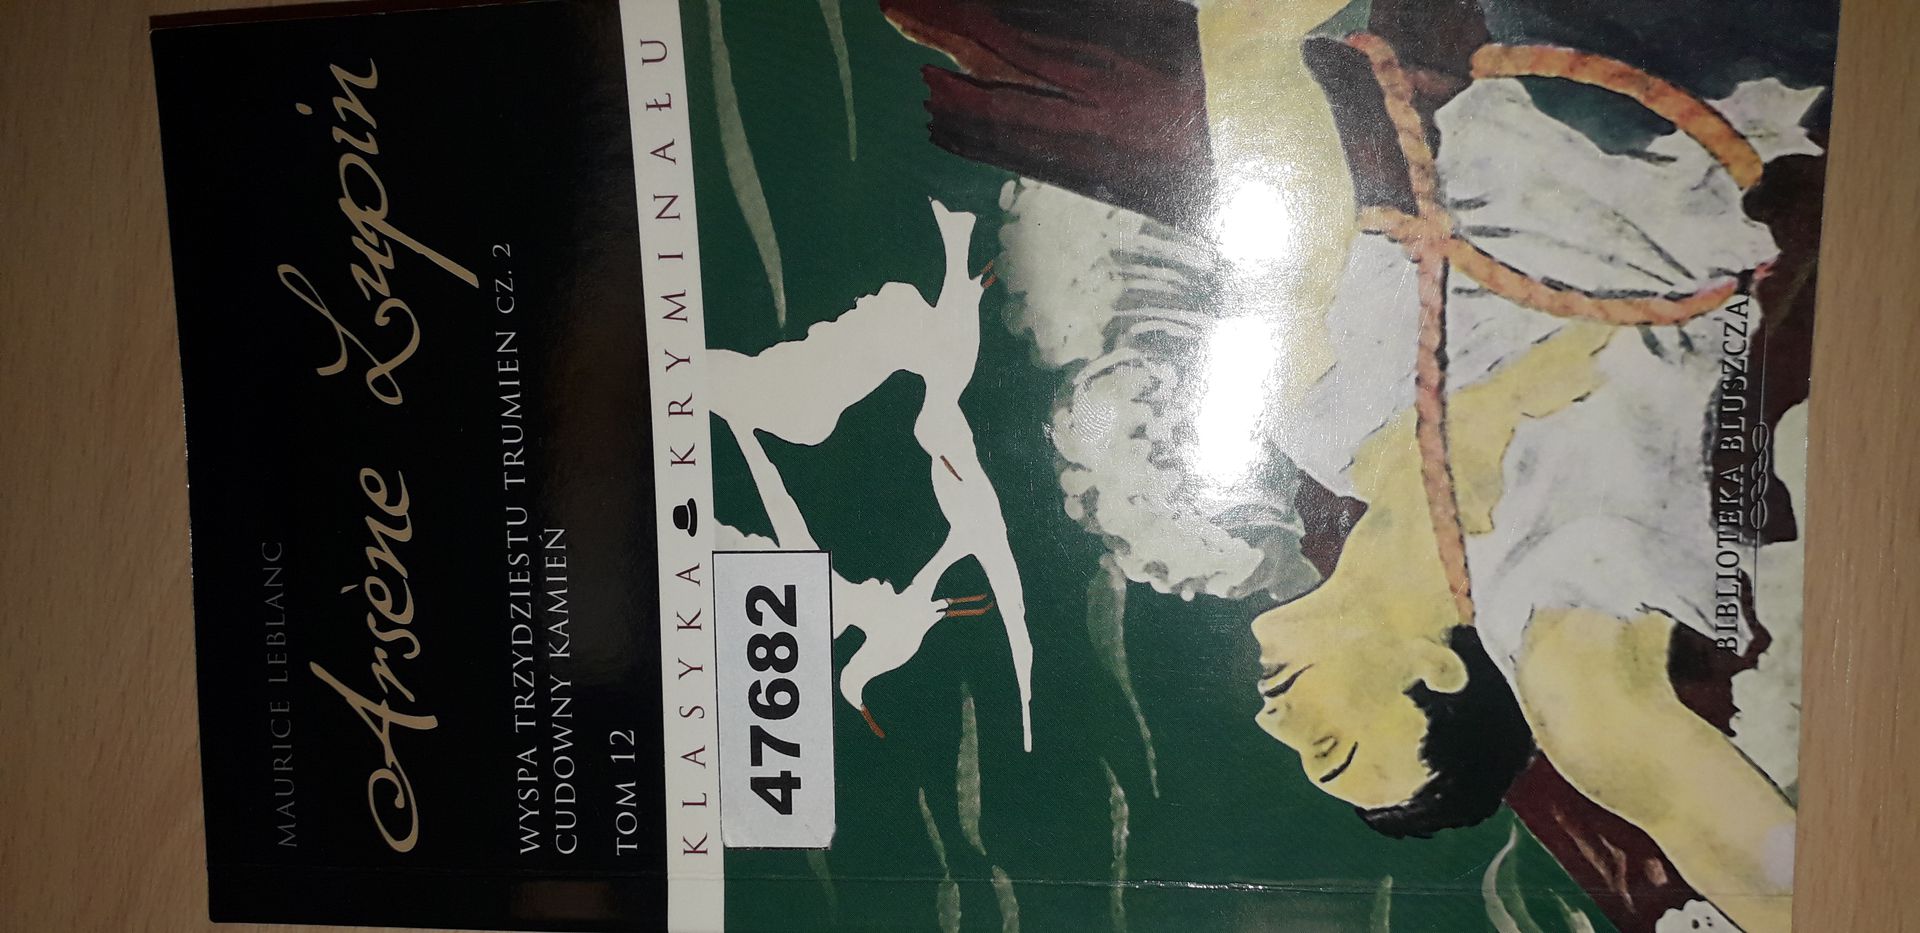 MAURICE LEBLANC
Arsène Lupin
WYSPA TRZYDZIESTU TRUMIEN CZ. 2
CUDOWNY KAMIEŃ
TOM 12
KLASYKA KRYMINAŁU
47682
BIBLIOTEKA BLUSZCZA